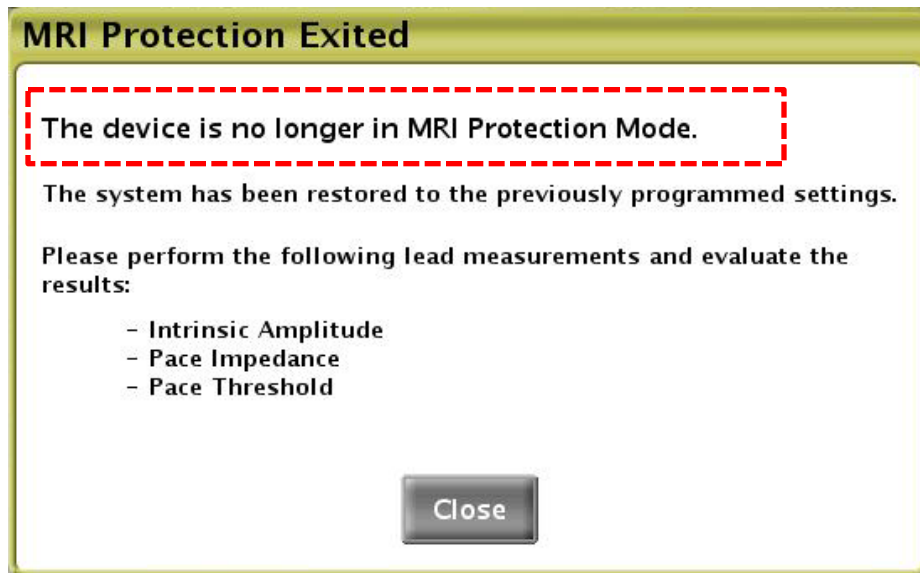 MRI Protection Exited
The device is no longer in MRI Protection Mode.
The system has been restored to the previously programmed settings.
Please perform the following lead measurements and evaluate the
results:
- Intrinsic Amplitude
- Pace Impedance
- Pace Threshold
Close